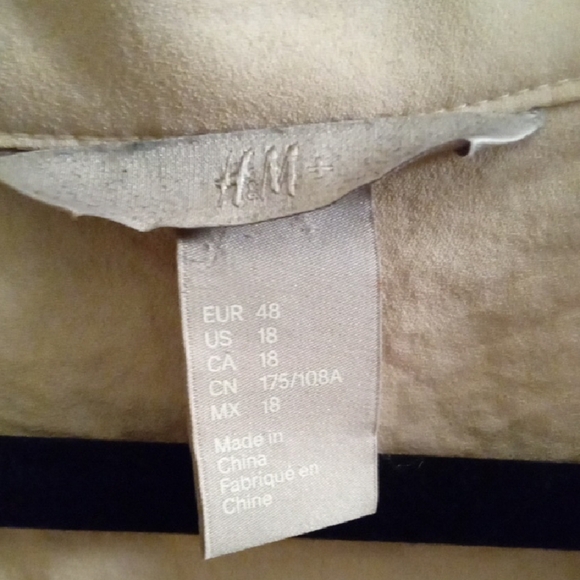 H&M+
EUR 48
US 18
CA 18
CN 175/108A
MX 18
Made in
China
Fabriqué en
Chine